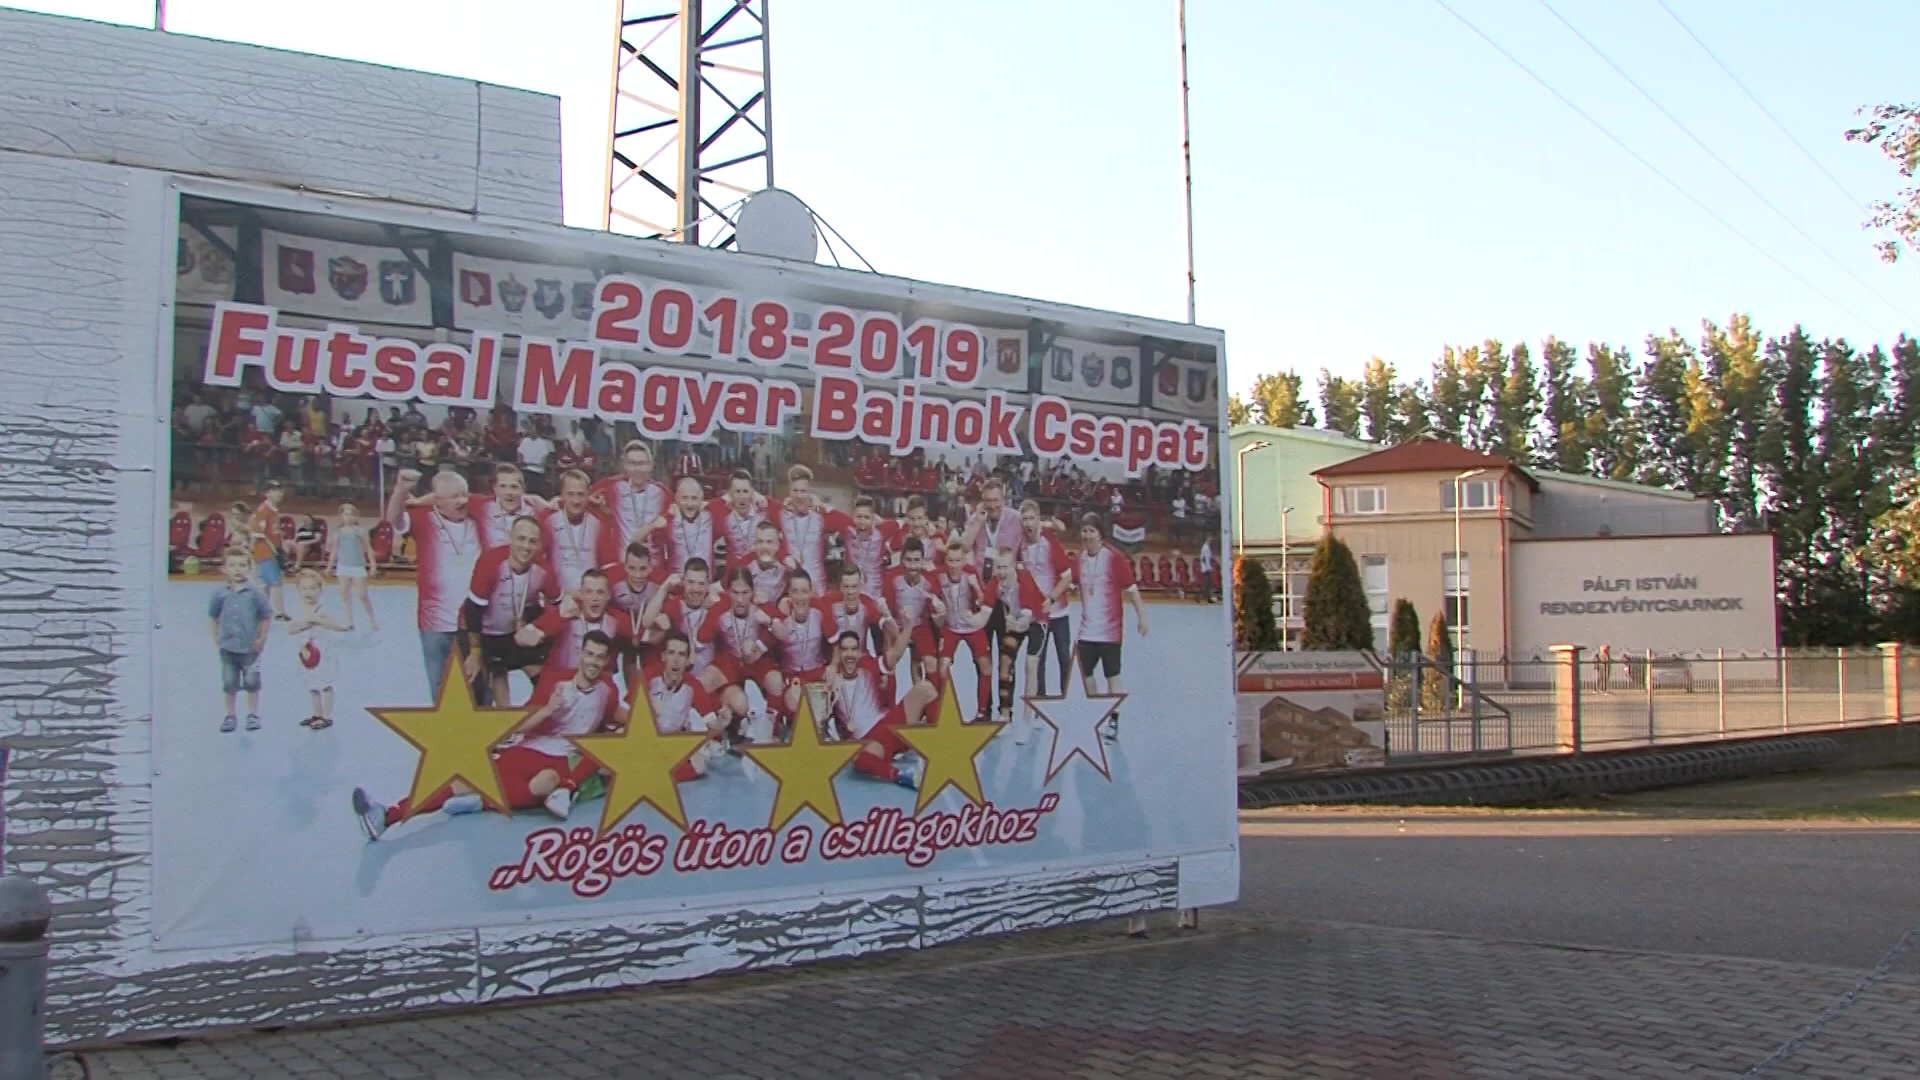 2018-2019
Futsal Magyar Bajnok Csapat
„Rögös úton a csillagokhoz"
PÁLFI ISTVÁN
RENDEZVÉNYCSARNOK